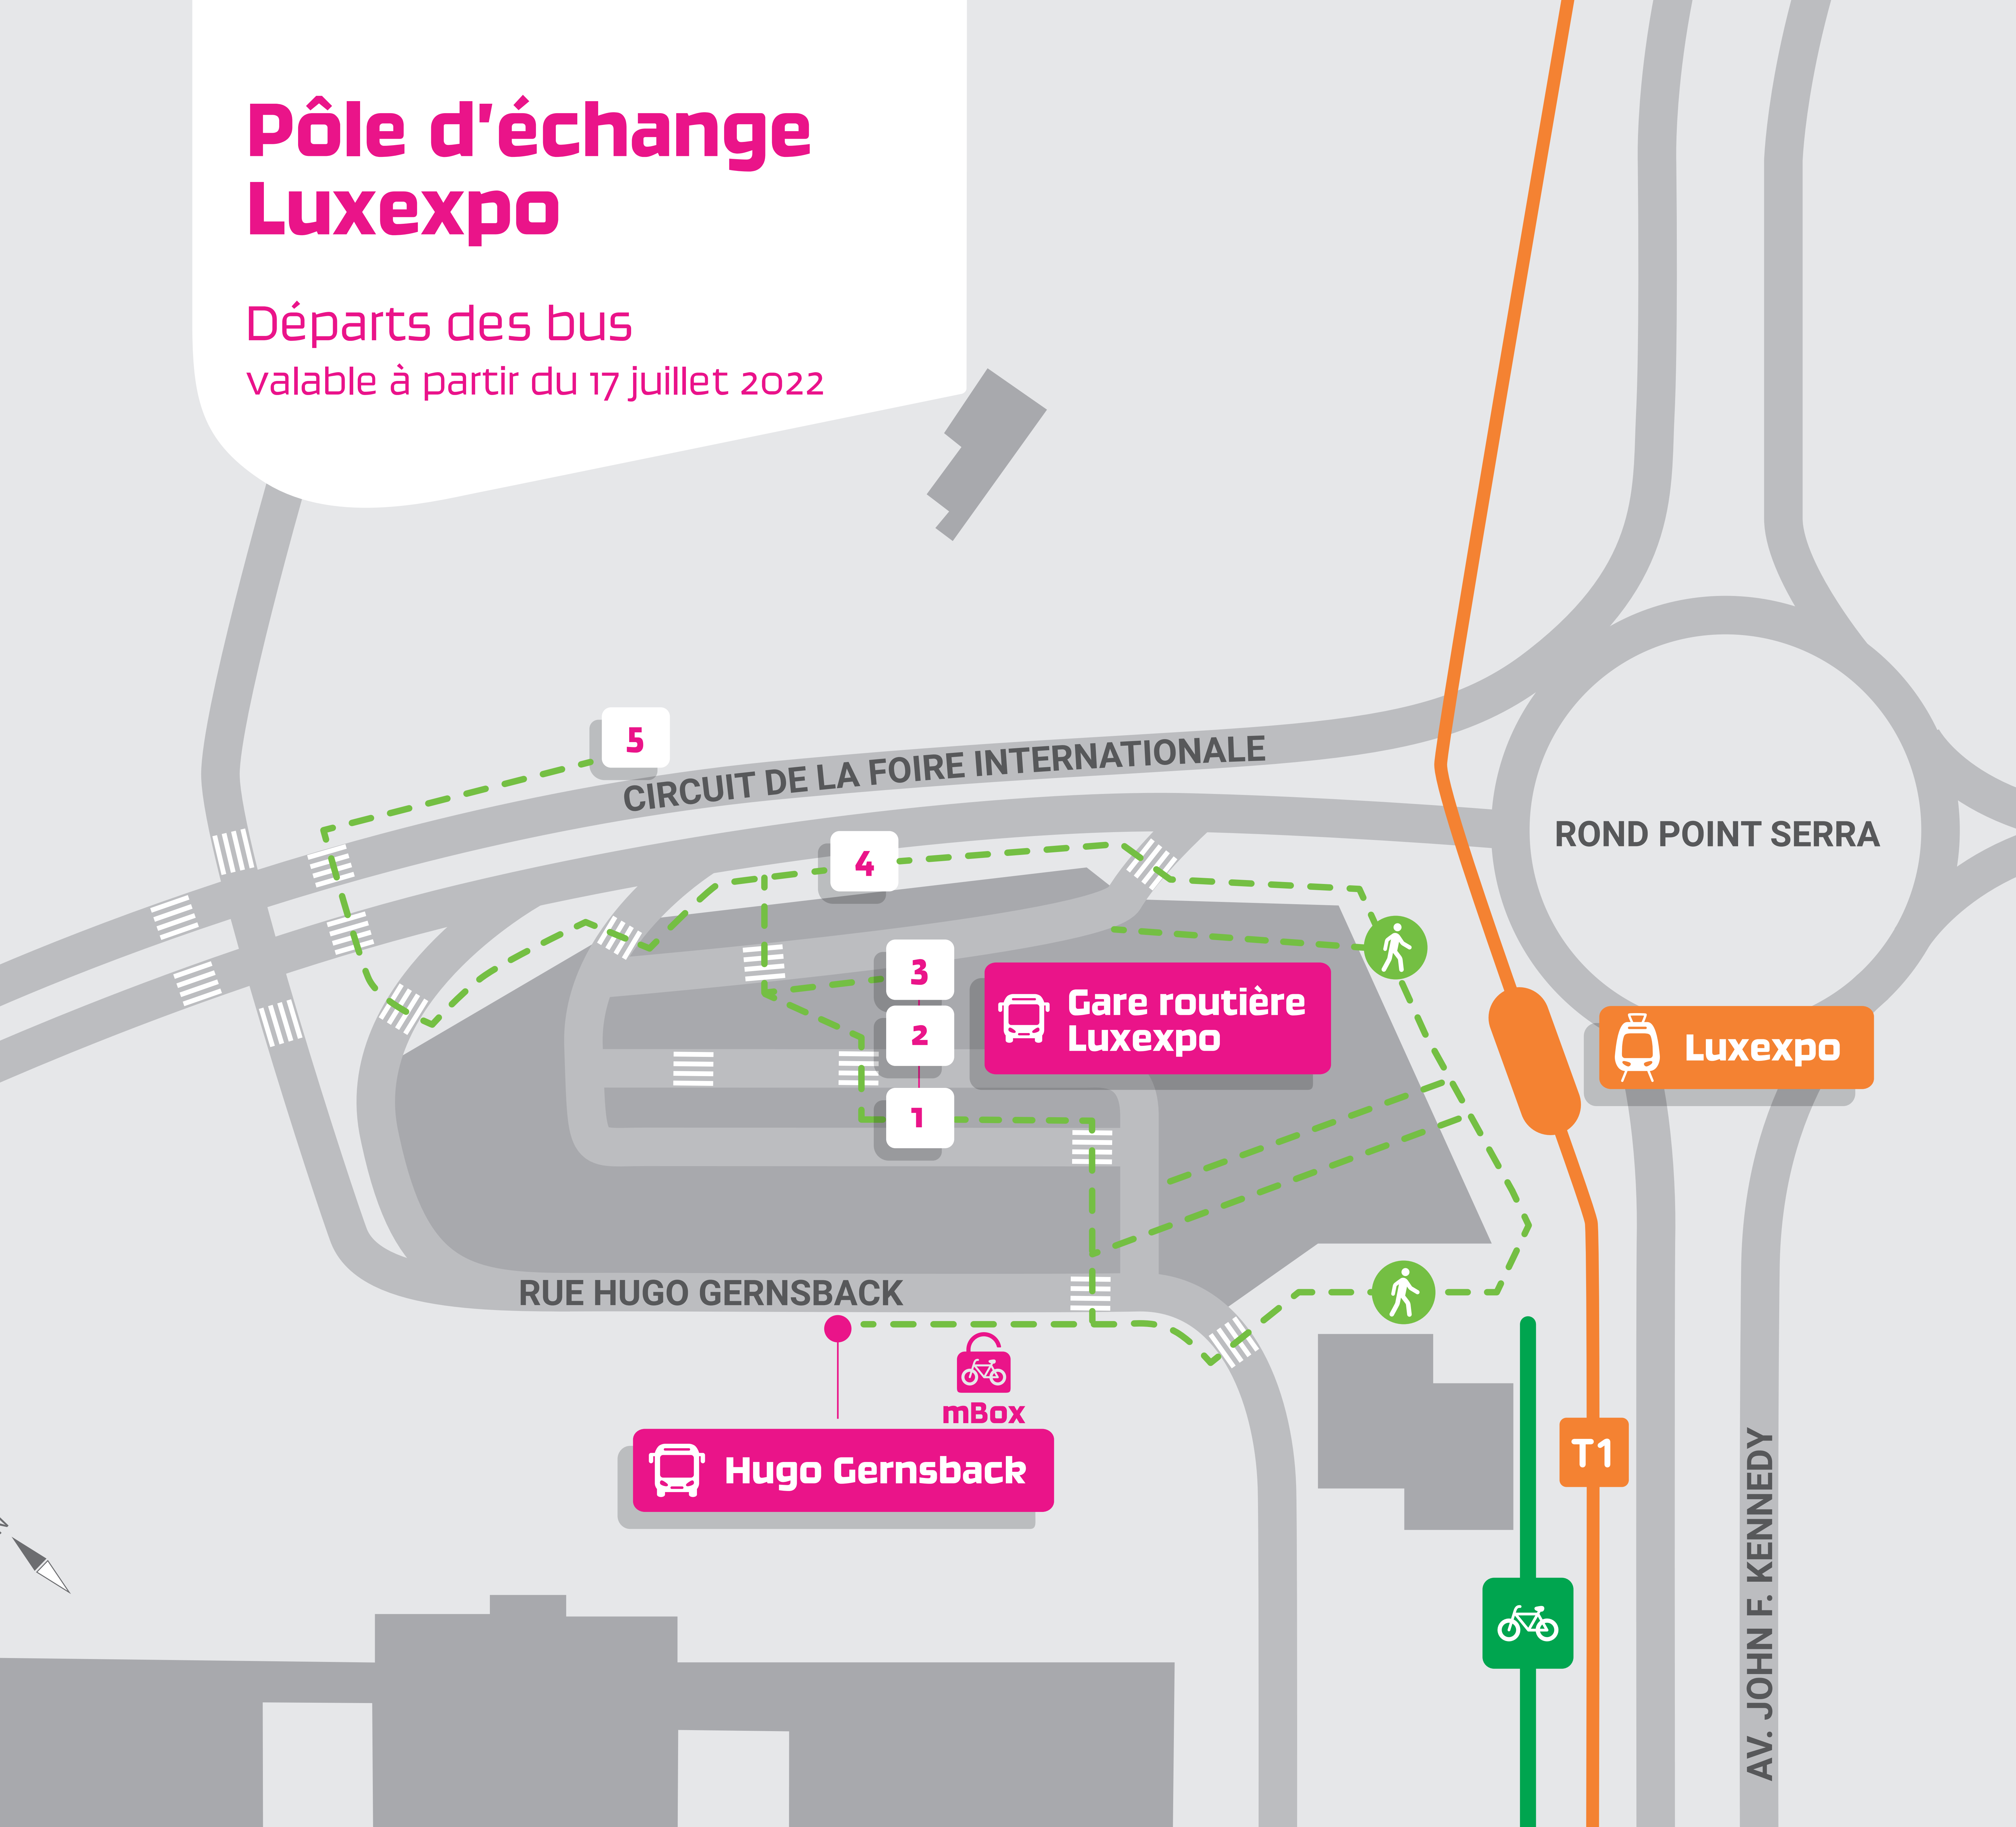 Pôle d'échange
Luxexpo
Départs des bus
valable à partir du 17 juillet 2022
5
CIRCUIT DE LA FOIRE INTERNATIONALE
ROND POINT SERRA
4
3
2
1
Gare routière
Luxexpo
Luxexpo
RUE HUGO GERNSBACK
mBox
Hugo Gernsback
T1
AV. JOHN F. KENNEDY